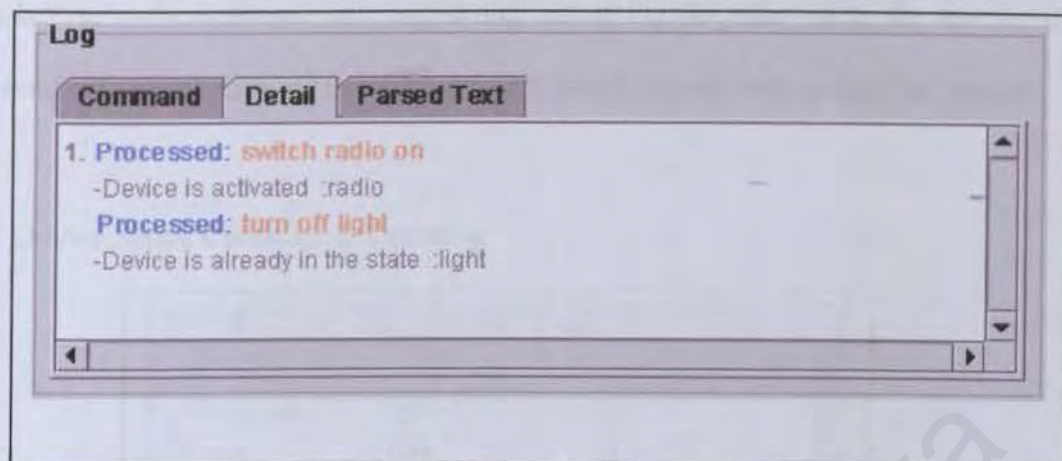 Log
Command Detail Parsed Text
1. Processed: switch radio on
-Device is activated :radio
Processed: turn off light
-Device is already in the state :light